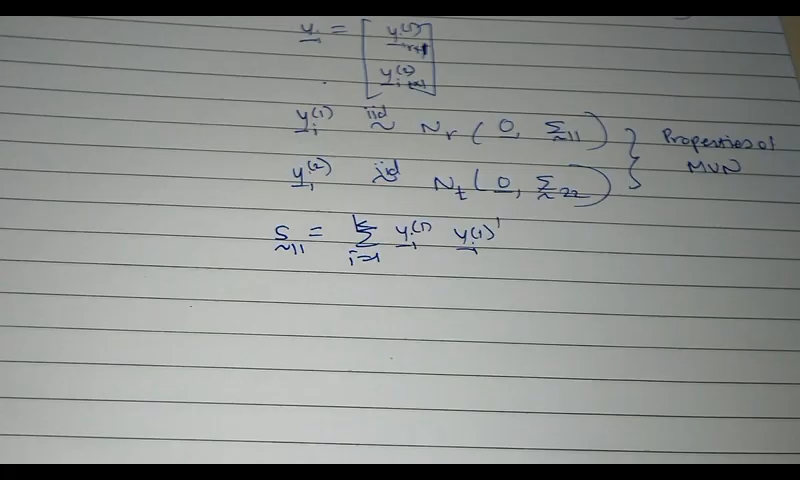 y_i = [ y_i^(1) r×1
y_i^(2) ]
y_i^(1) iid ~ N_r ( 0, Σ_11 ) } Properties of
y_i^(2) iid ~ N_t ( 0, Σ_22 ) } MVN
S_11 = Σ_{i=1}^{k} y_i^(1) y_i^(1)'